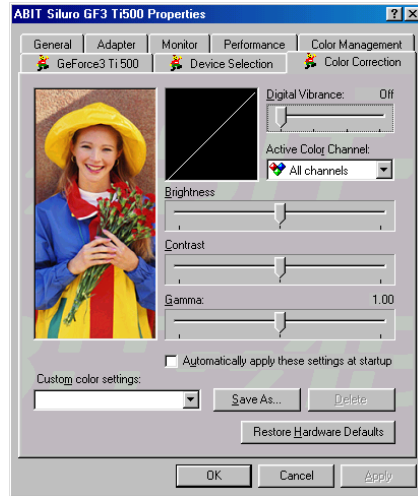 ABIT Siluro GF3 Ti500 Properties
General Adapter Monitor Performance Color Management
GeForce3 Ti 500 Device Selection Color Correction
Digital Vibrance: Off
Active Color Channel:
All channels
Brightness
Contrast
Gamma: 1.00
Automatically apply these settings at startup
Custom color settings:
Save As... Delete
Restore Hardware Defaults
OK Cancel Apply